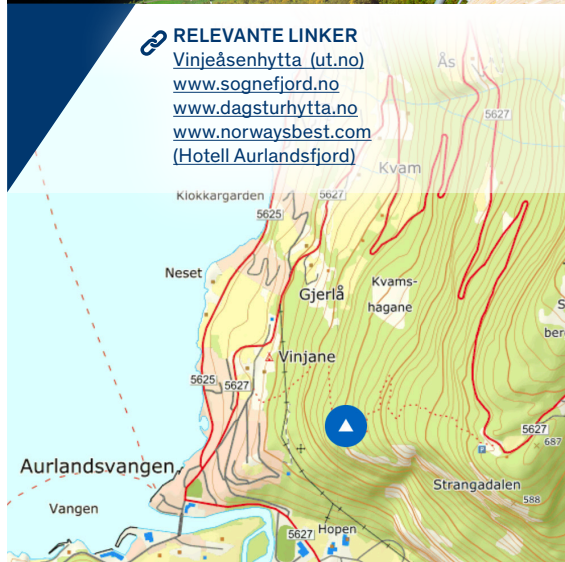 RELEVANTE LINKER
Vinjeåsenhytta (ut.no)
www.sognefjord.no
www.dagsturhytta.no
www.norwaysbest.com
(Hotell Aurlandsfjord)
Ås
5627
Kvam
Klokkargarden
5627
5625
Neset
Gjerlå
Kvams-
hagane
S
ber
Vinjane
5625
5627
5627
687
P
Aurlandsvangen
Strangadalen
588
Vangen
5627
Hopen